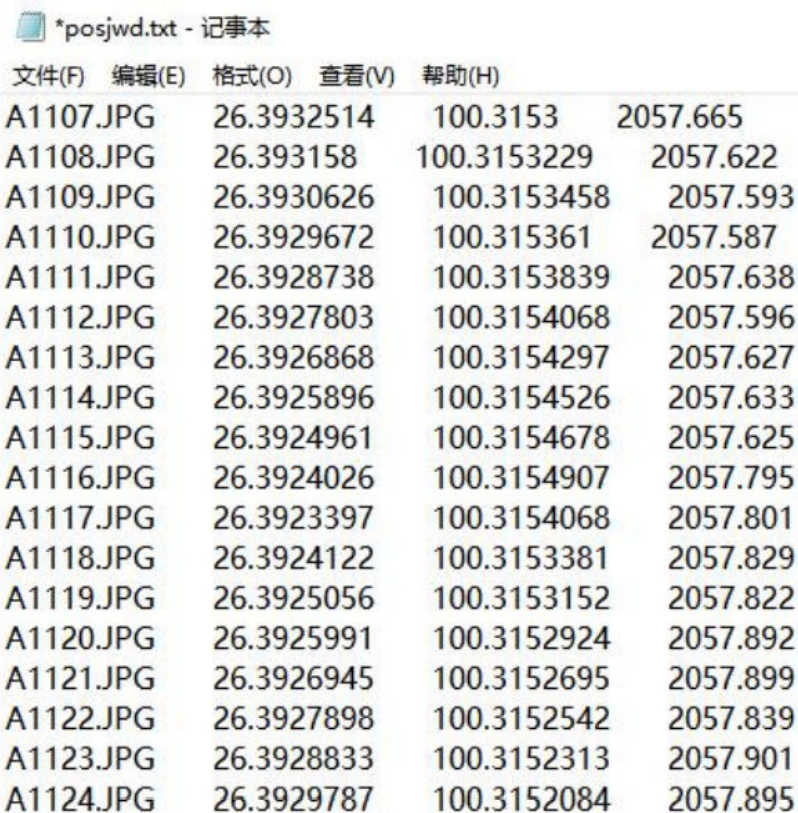 *posjwd.txt - 记事本
文件(F) 编辑(E) 格式(O) 查看(V) 帮助(H)
A1107.JPG 26.3932514 100.3153 2057.665
A1108.JPG 26.393158 100.3153229 2057.622
A1109.JPG 26.3930626 100.3153458 2057.593
A1110.JPG 26.3929672 100.315361 2057.587
A1111.JPG 26.3928738 100.3153839 2057.638
A1112.JPG 26.3927803 100.3154068 2057.596
A1113.JPG 26.3926868 100.3154297 2057.627
A1114.JPG 26.3925896 100.3154526 2057.633
A1115.JPG 26.3924961 100.3154678 2057.625
A1116.JPG 26.3924026 100.3154907 2057.795
A1117.JPG 26.3923397 100.3154068 2057.801
A1118.JPG 26.3924122 100.3153381 2057.829
A1119.JPG 26.3925056 100.3153152 2057.822
A1120.JPG 26.3925991 100.3152924 2057.892
A1121.JPG 26.3926945 100.3152695 2057.899
A1122.JPG 26.3927898 100.3152542 2057.839
A1123.JPG 26.3928833 100.3152313 2057.901
A1124.JPG 26.3929787 100.3152084 2057.895